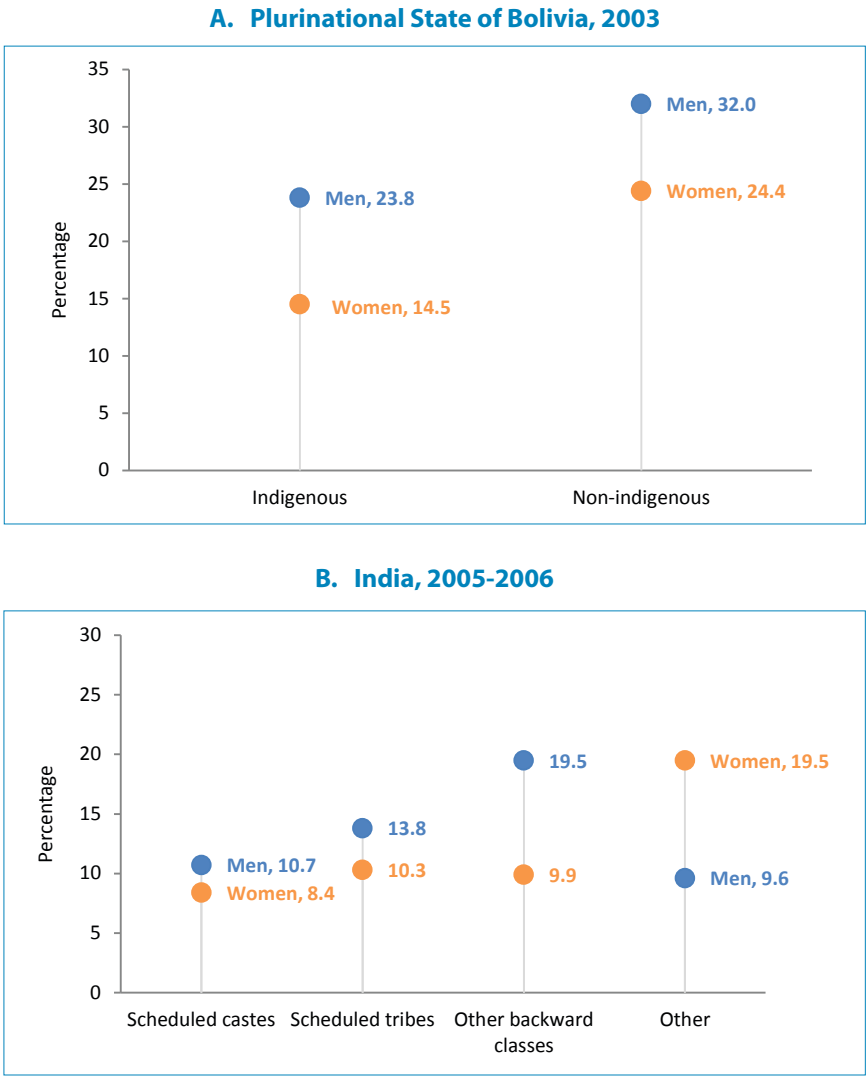 A. Plurinational State of Bolivia, 2003
35
30
25
20
15
10
5
0
Percentage
Men, 23.8
Women, 14.5
Men, 32.0
Women, 24.4
Indigenous
Non-indigenous
B. India, 2005-2006
30
25
20
15
10
5
0
Percentage
Men, 10.7
Women, 8.4
13.8
10.3
19.5
9.9
Women, 19.5
Men, 9.6
Scheduled castes
Scheduled tribes
Other backward
classes
Other